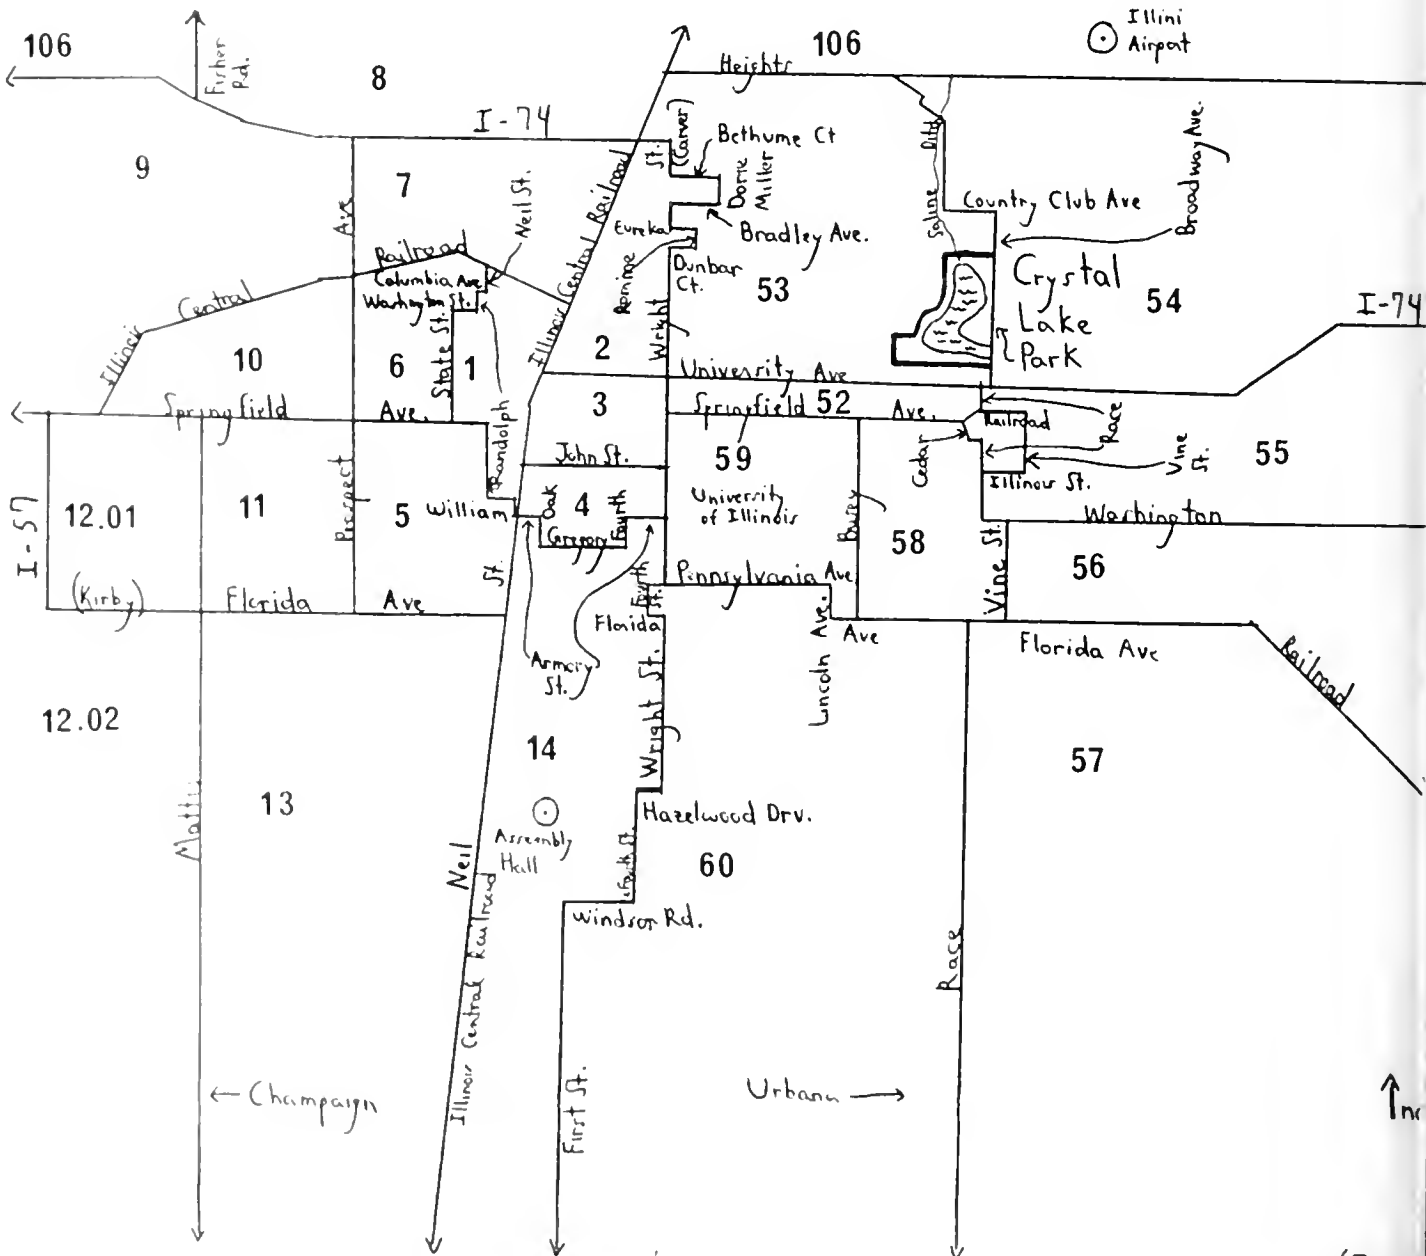 106
Fisher Rd.
8
I-74
106
Heights
Illini
Airport
9
7
Ave
Neil St.
St.
(Carver)
Bethume Ct
Dorie
Miller
Bradley Ave.
Eureka
Romine
Dunbar
Ct.
53
Saline Ditch
Country Club Ave
Broadway Ave.
Railroad
Columbia Ave
Washington St.
Illinois Central Railroad
Illinois Central
10
6
State St.
1
2
Wright
Crystal
Lake
Park
54
I-74
University Ave
Springfield
Ave.
Randolph
3
Springfield
52
Ave.
Railroad
Race
Cedar
Vine
St.
55
Illinois St.
John St.
59
I-57
12.01
11
Prospect
5
William
Oak
4
Fourth
Gregory
University
of Illinois
Busey
58
Washington
Vine St.
56
(Kirby)
Florida
Ave
St.
Fourth
St.
Pennsylvania Ave
Florida
Lincoln Ave.
Ave
Florida Ave
Railroad
Armory
St.
Wright St.
12.02
13
14
57
Mattis
Assembly
Hall
Hazelwood Drv.
Fourth St.
60
Neil
Windsor Rd.
Illinois Central Railroad
Race
First St.
← Champaign
Urbana →